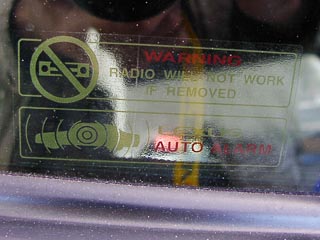 WARNING
RADIO WILL NOT WORK
IF REMOVED
AUTO ALARM